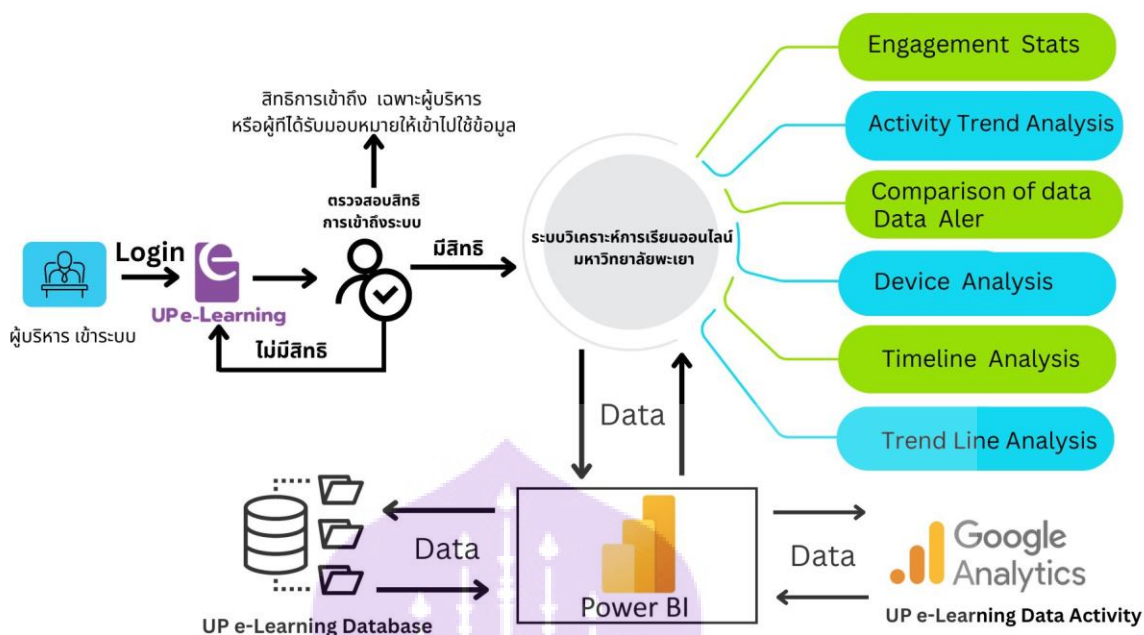 Engagement Stats
สิทธิการเข้าถึง เฉพาะผู้บริหาร
หรือผู้ที่ได้รับมอบหมายให้เข้าไปใช้ข้อมูล
Activity Trend Analysis
ตรวจสอบสิทธิ
การเข้าถึงระบบ
Comparison of data
Data Aler
Login
มีสิทธิ
ระบบวิเคราะห์การเรียนออนไลน์
มหาวิทยาลัยพะเยา
Device Analysis
UP e-Learning
ผู้บริหาร เข้าระบบ
ไม่มีสิทธิ
Timeline Analysis
Data
Trend Line Analysis
Data
Data
Google
Analytics
Power BI
UP e-Learning Database
UP e-Learning Data Activity